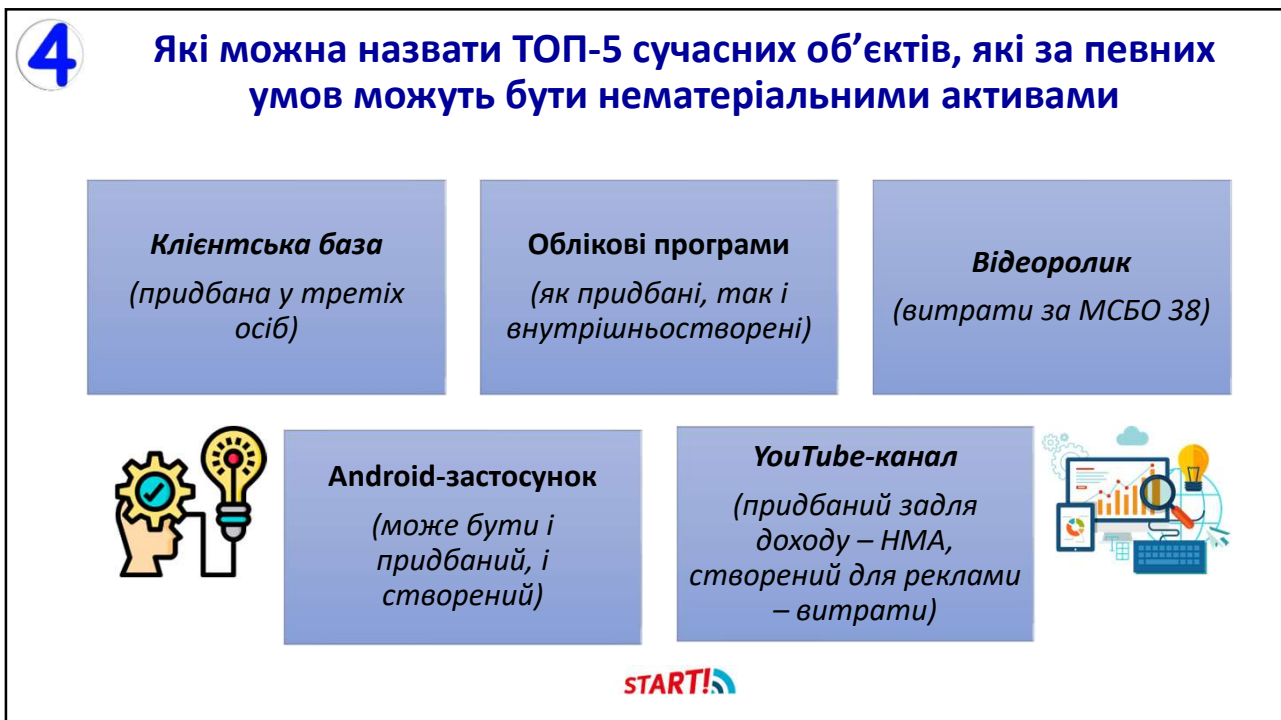 4
Які можна назвати ТОП-5 сучасних об’єктів, які за певних
умов можуть бути нематеріальними активами
Клієнтська база
(придбана у третіх
осіб)
Облікові програми
(як придбані, так і
внутрішньостворені)
Відеоролик
(витрати за МСБО 38)
Android-застосунок
(може бути і
придбаний, і
створений)
YouTube-канал
(придбаний задля
доходу – НМА,
створений для реклами
– витрати)
START!